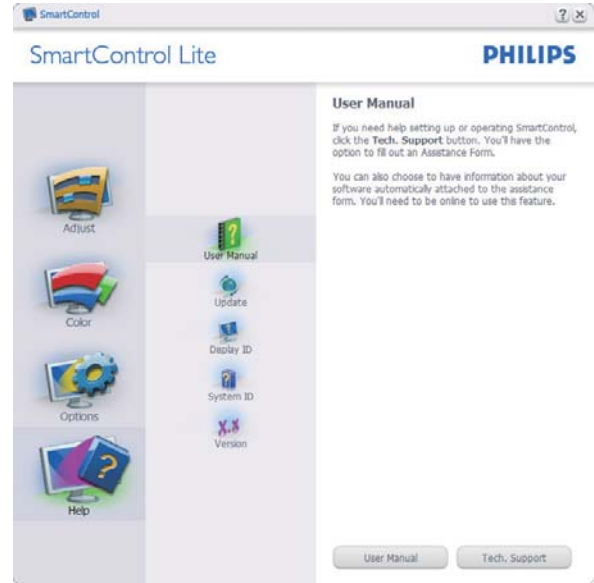 SmartControl
SmartControl Lite
PHILIPS
Adjust
Color
Options
Help
User Manual
Update
Display ID
System ID
X.X
Version
User Manual
If you need help setting up or operating SmartControl,
click the Tech. Support button. You'll have the
option to fill out an Assistance Form.
You can also choose to have information about your
software automatically attached to the assistance
form. You'll need to be online to use this feature.
User Manual
Tech. Support